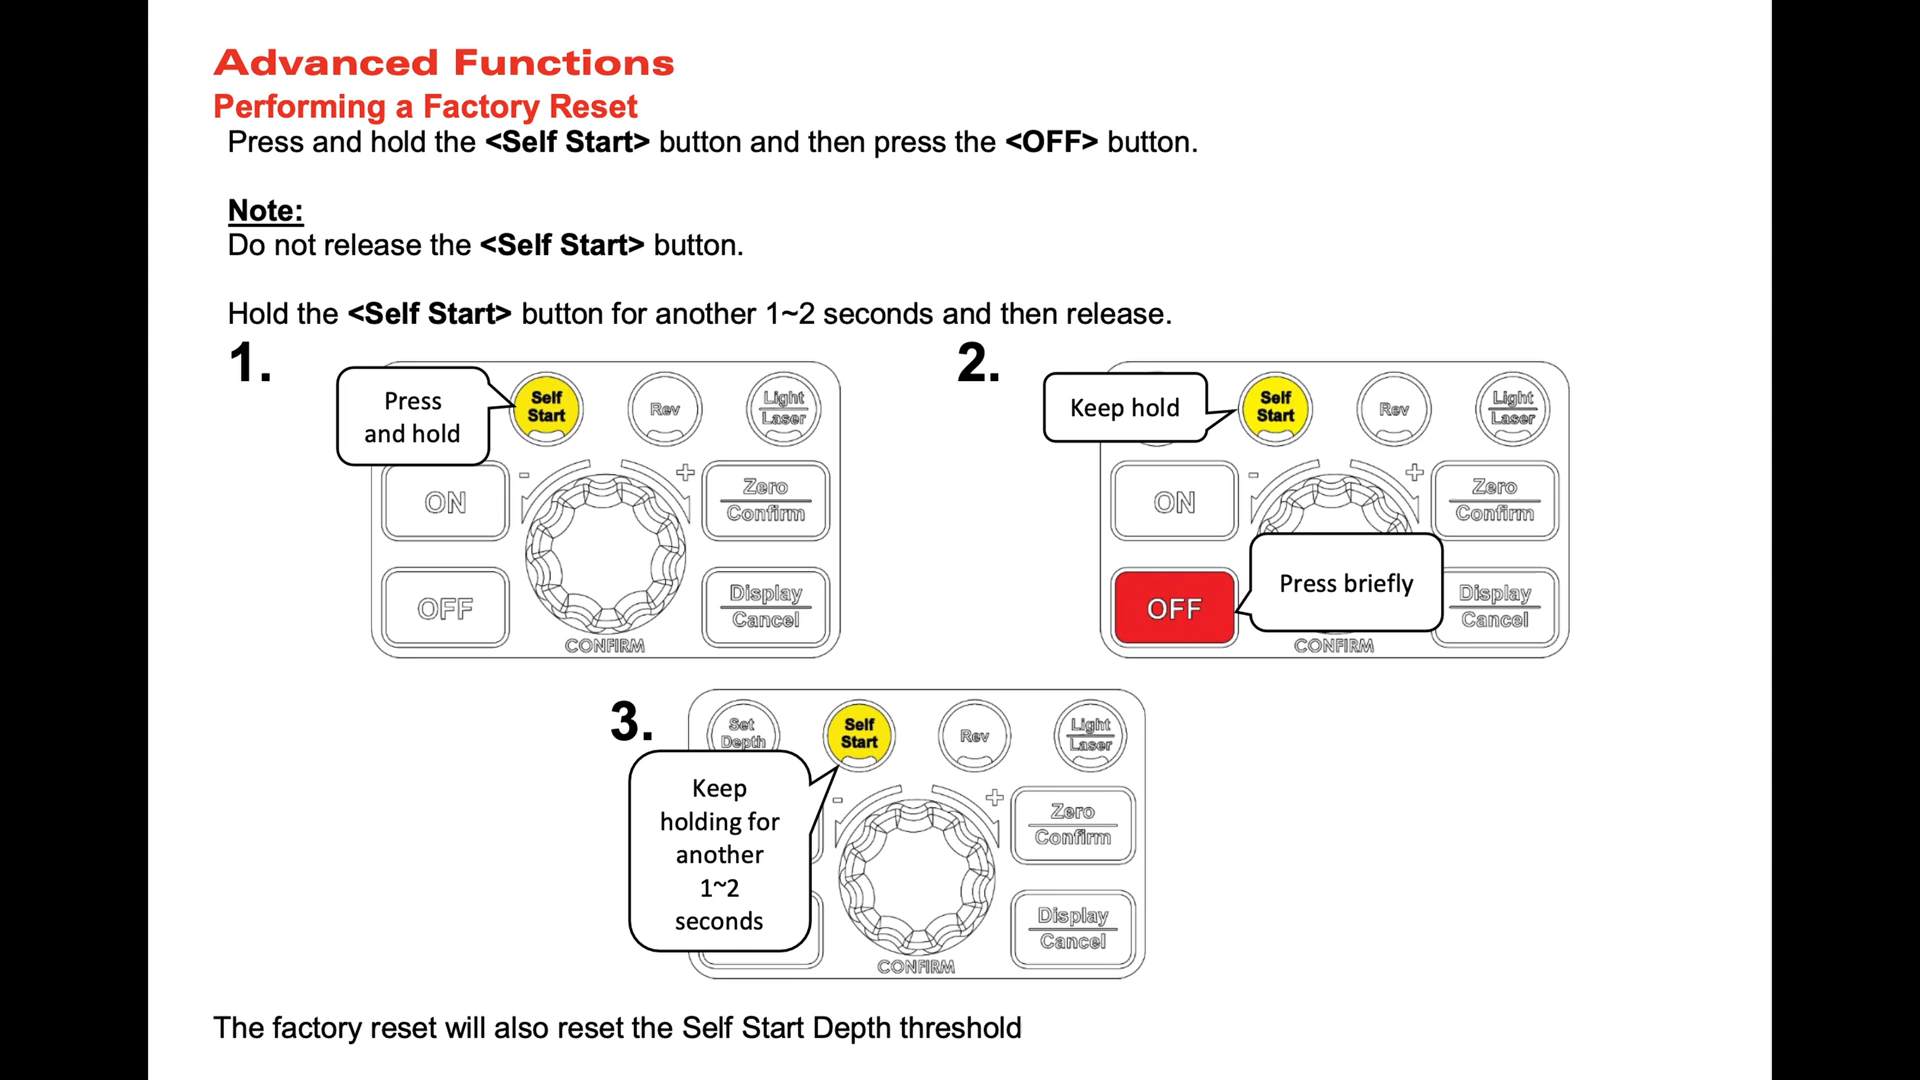 Advanced Functions
Performing a Factory Reset
Press and hold the <Self Start> button and then press the <OFF> button.
Note:
Do not release the <Self Start> button.
Hold the <Self Start> button for another 1~2 seconds and then release.
1.
Press
and hold
Self
Start
Rev
Light
Laser
-
+
ON
Zero
Confirm
OFF
Display
Cancel
CONFIRM
2.
Keep hold
Self
Start
Rev
Light
Laser
-
+
ON
Zero
Confirm
OFF
Press briefly
Display
Cancel
CONFIRM
3.
Set
Depth
Self
Start
Rev
Light
Laser
Keep
holding for
another
1~2
seconds
-
+
Zero
Confirm
Display
Cancel
CONFIRM
The factory reset will also reset the Self Start Depth threshold